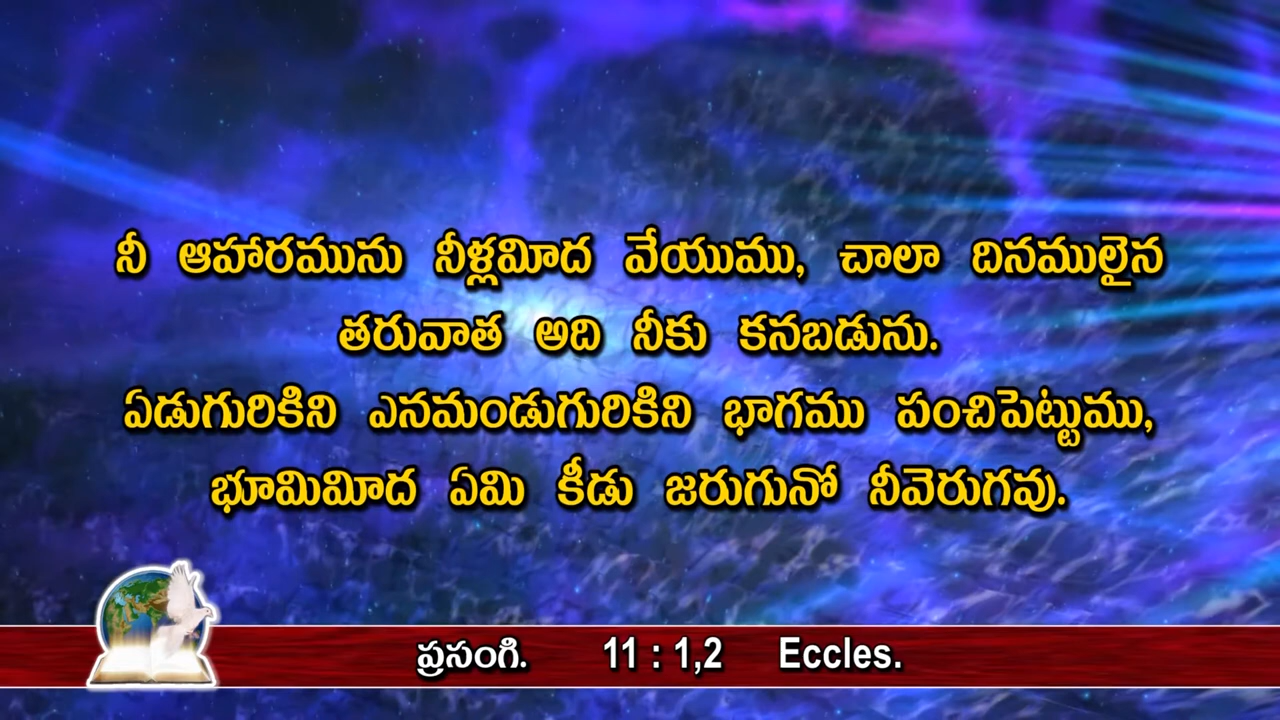 నీ ఆహారమును నీళ్లమీద వేయుము, చాలా దినములైన
తరువాత అది నీకు కనబడును.
ఏడుగురికిని ఎనమండుగురికిని భాగము పంచిపెట్టుము,
భూమిమీద ఏమి కీడు జరుగునో నీవెరుగవు.
ప్రసంగి. 11 : 1,2 Eccles.